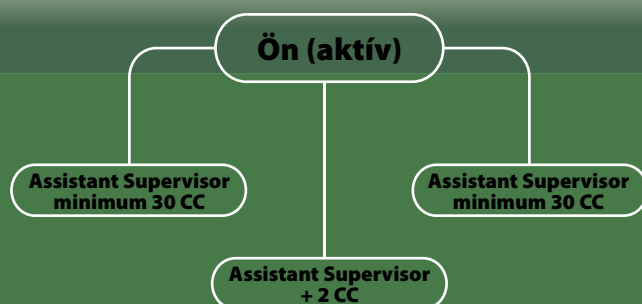 Ön (aktív)
Assistant Supervisor
minimum 30 CC
Assistant Supervisor
minimum 30 CC
Assistant Supervisor
+ 2 CC